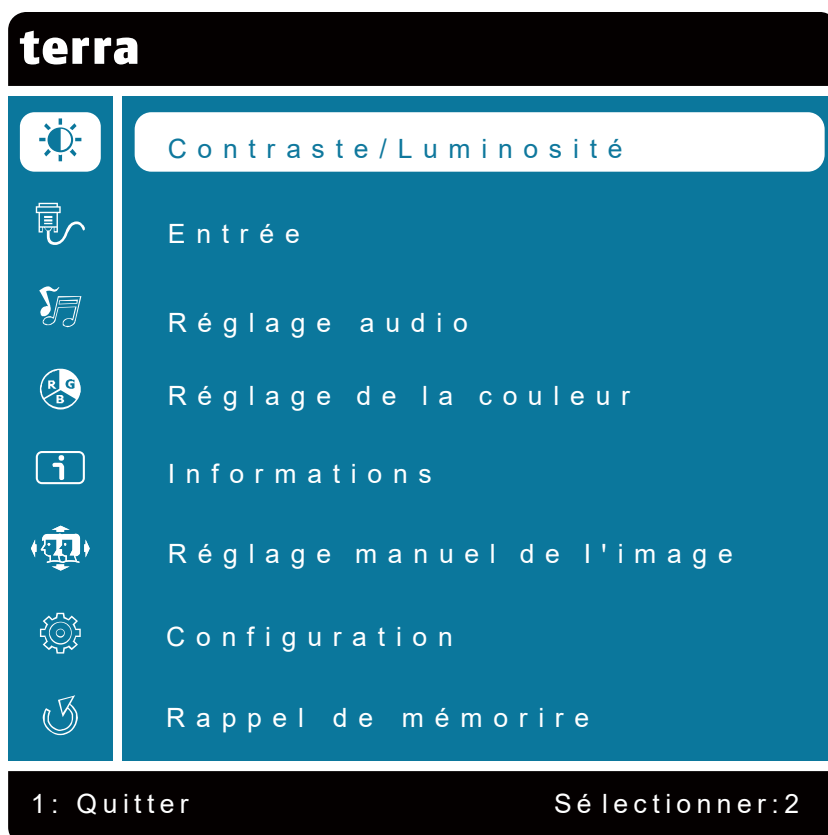 terra
Contraste/Luminosité
Entrée
Réglage audio
R G
B
Réglage de la couleur
i
Informations
Réglage manuel de l'image
Configuration
Rappel de mémorire
1: Quitter Sélectionner:2